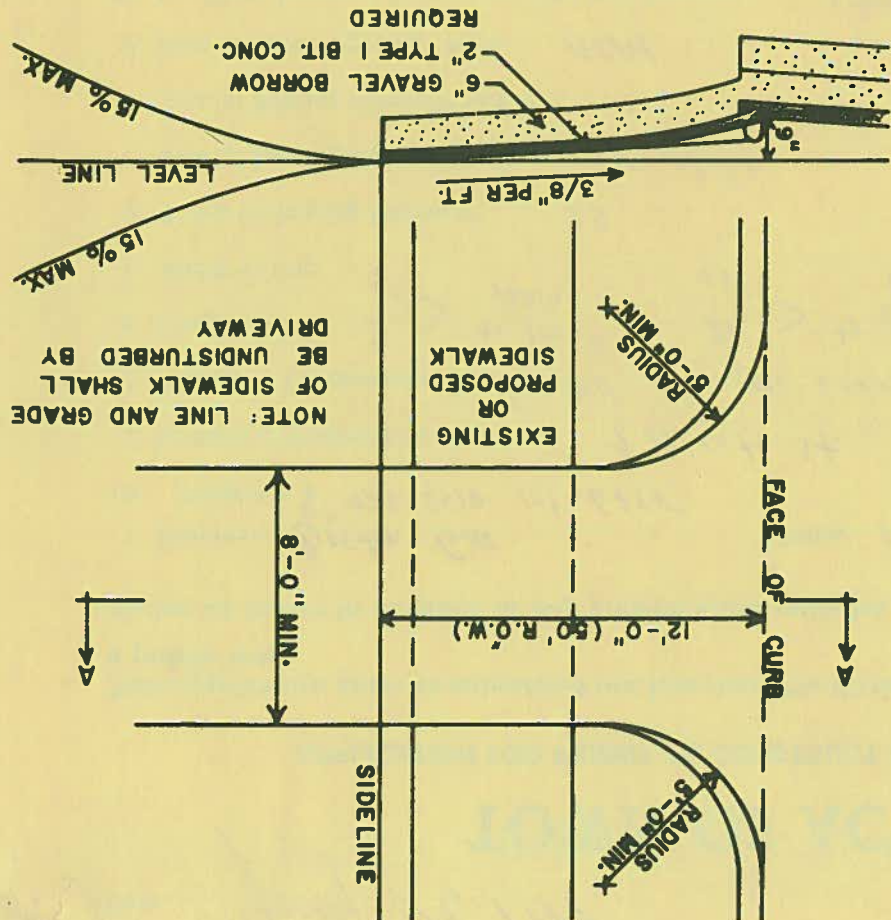 RADIUS
5'-0" MIN.
SIDELINE
A
A
12'-0" (50' R.O.W.)
8'-0" MIN.
FACE OF CURB
EXISTING
OR
PROPOSED
SIDEWALK
RADIUS
5'-0" MIN.
NOTE: LINE AND GRADE
OF SIDEWALK SHALL
BE UNDISTURBED BY
DRIVEWAY
3/8" PER FT.
15% MAX.
LEVEL LINE
15% MAX.
6"
6" GRAVEL BORROW
2" TYPE I BIT. CONC.
REQUIRED